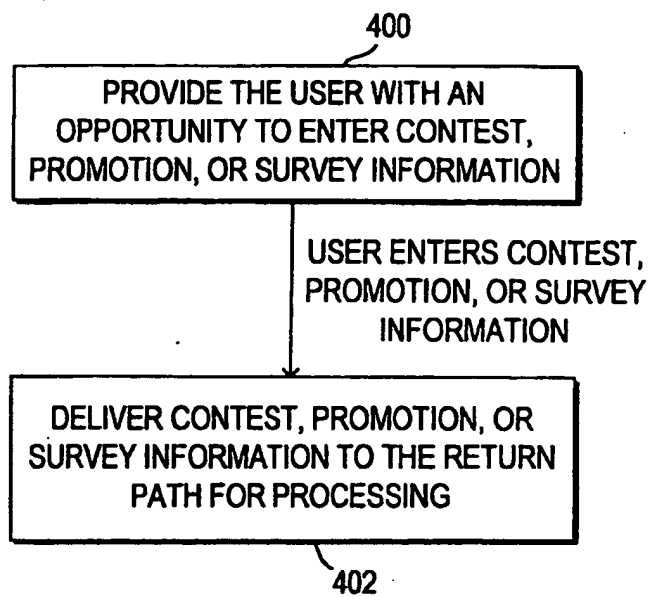 400
PROVIDE THE USER WITH AN
OPPORTUNITY TO ENTER CONTEST,
PROMOTION, OR SURVEY INFORMATION
USER ENTERS CONTEST,
PROMOTION, OR SURVEY
INFORMATION
DELIVER CONTEST, PROMOTION, OR
SURVEY INFORMATION TO THE RETURN
PATH FOR PROCESSING
402